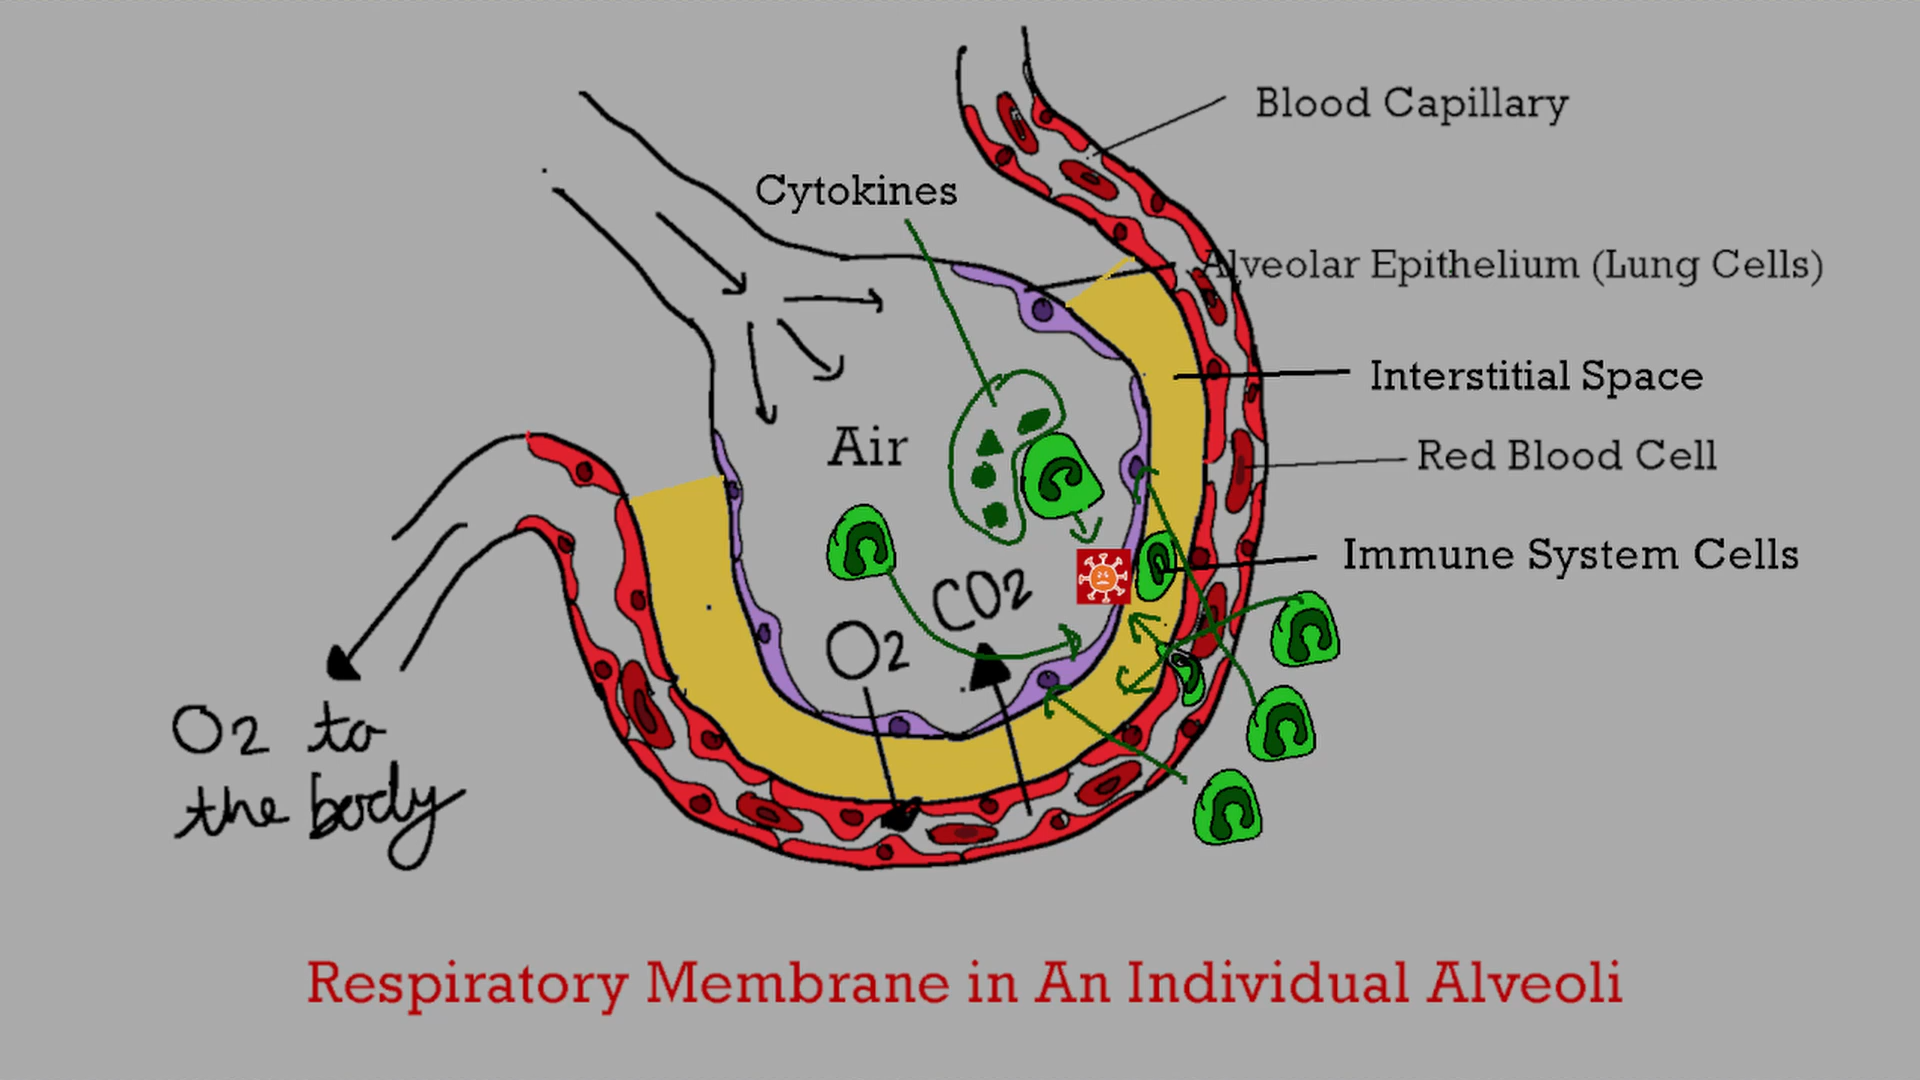 Blood Capillary
Cytokines
Alveolar Epithelium (Lung Cells)
Interstitial Space
Air
Red Blood Cell
Immune System Cells
CO2
O2
O2 to
the body
Respiratory Membrane in An Individual Alveoli